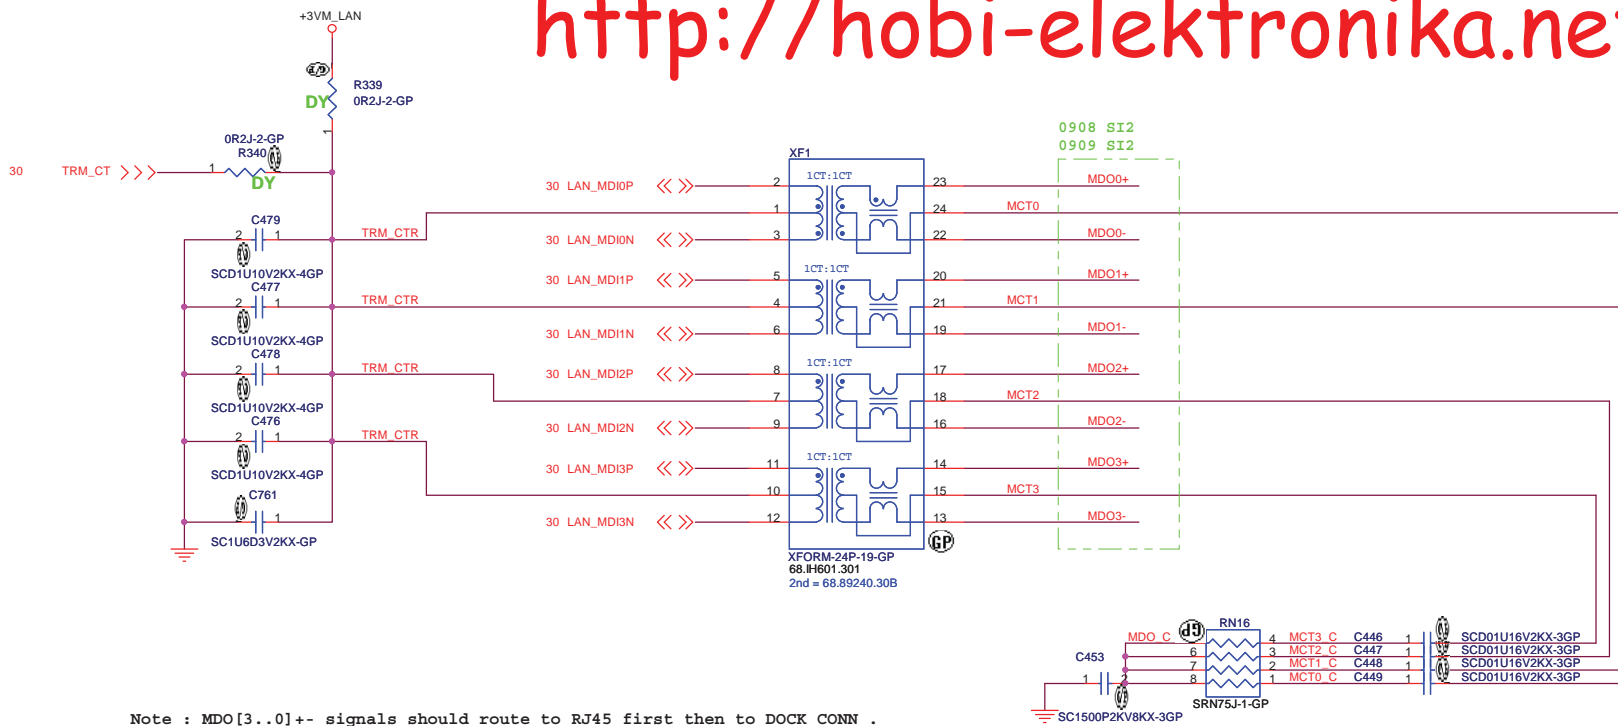 http://hobi-elektronika.ne
+3VM_LAN
R339
0R2J-2-GP
DY
1
0R2J-2-GP
R340
30 TRM_CT
1
DY
C479
2 1
TRM_CTR
SCD1U10V2KX-4GP
C477
2 1
TRM_CTR
SCD1U10V2KX-4GP
C478
2 1
TRM_CTR
SCD1U10V2KX-4GP
C476
2 1
TRM_CTR
SCD1U10V2KX-4GP
C761
2 1
SC1U6D3V2KX-GP
0908 SI2
0909 SI2
XF1
1CT:1CT
30 LAN_MDI0P 2 23 MDO0+
1 24 MCT0
30 LAN_MDI0N 3 22 MDO0-
1CT:1CT
30 LAN_MDI1P 5 20 MDO1+
4 21 MCT1
30 LAN_MDI1N 6 19 MDO1-
1CT:1CT
30 LAN_MDI2P 8 17 MDO2+
7 18 MCT2
30 LAN_MDI2N 9 16 MDO2-
1CT:1CT
30 LAN_MDI3P 11 14 MDO3+
10 15 MCT3
30 LAN_MDI3N 12 13 MDO3-
GP
XFORM-24P-19-GP
68.IH601.301
2nd = 68.89240.30B
RN16
GP
MDO_C 4 MCT3_C C446 1 SCD01U16V2KX-3GP
6 3 MCT2_C C447 1 SCD01U16V2KX-3GP
7 2 MCT1_C C448 1 SCD01U16V2KX-3GP
8 1 MCT0_C C449 1 SCD01U16V2KX-3GP
C453
1 2
SRN75J-1-GP
SC1500P2KV8KX-3GP
Note : MDO[3..0]+- signals should route to RJ45 first then to DOCK CONN .